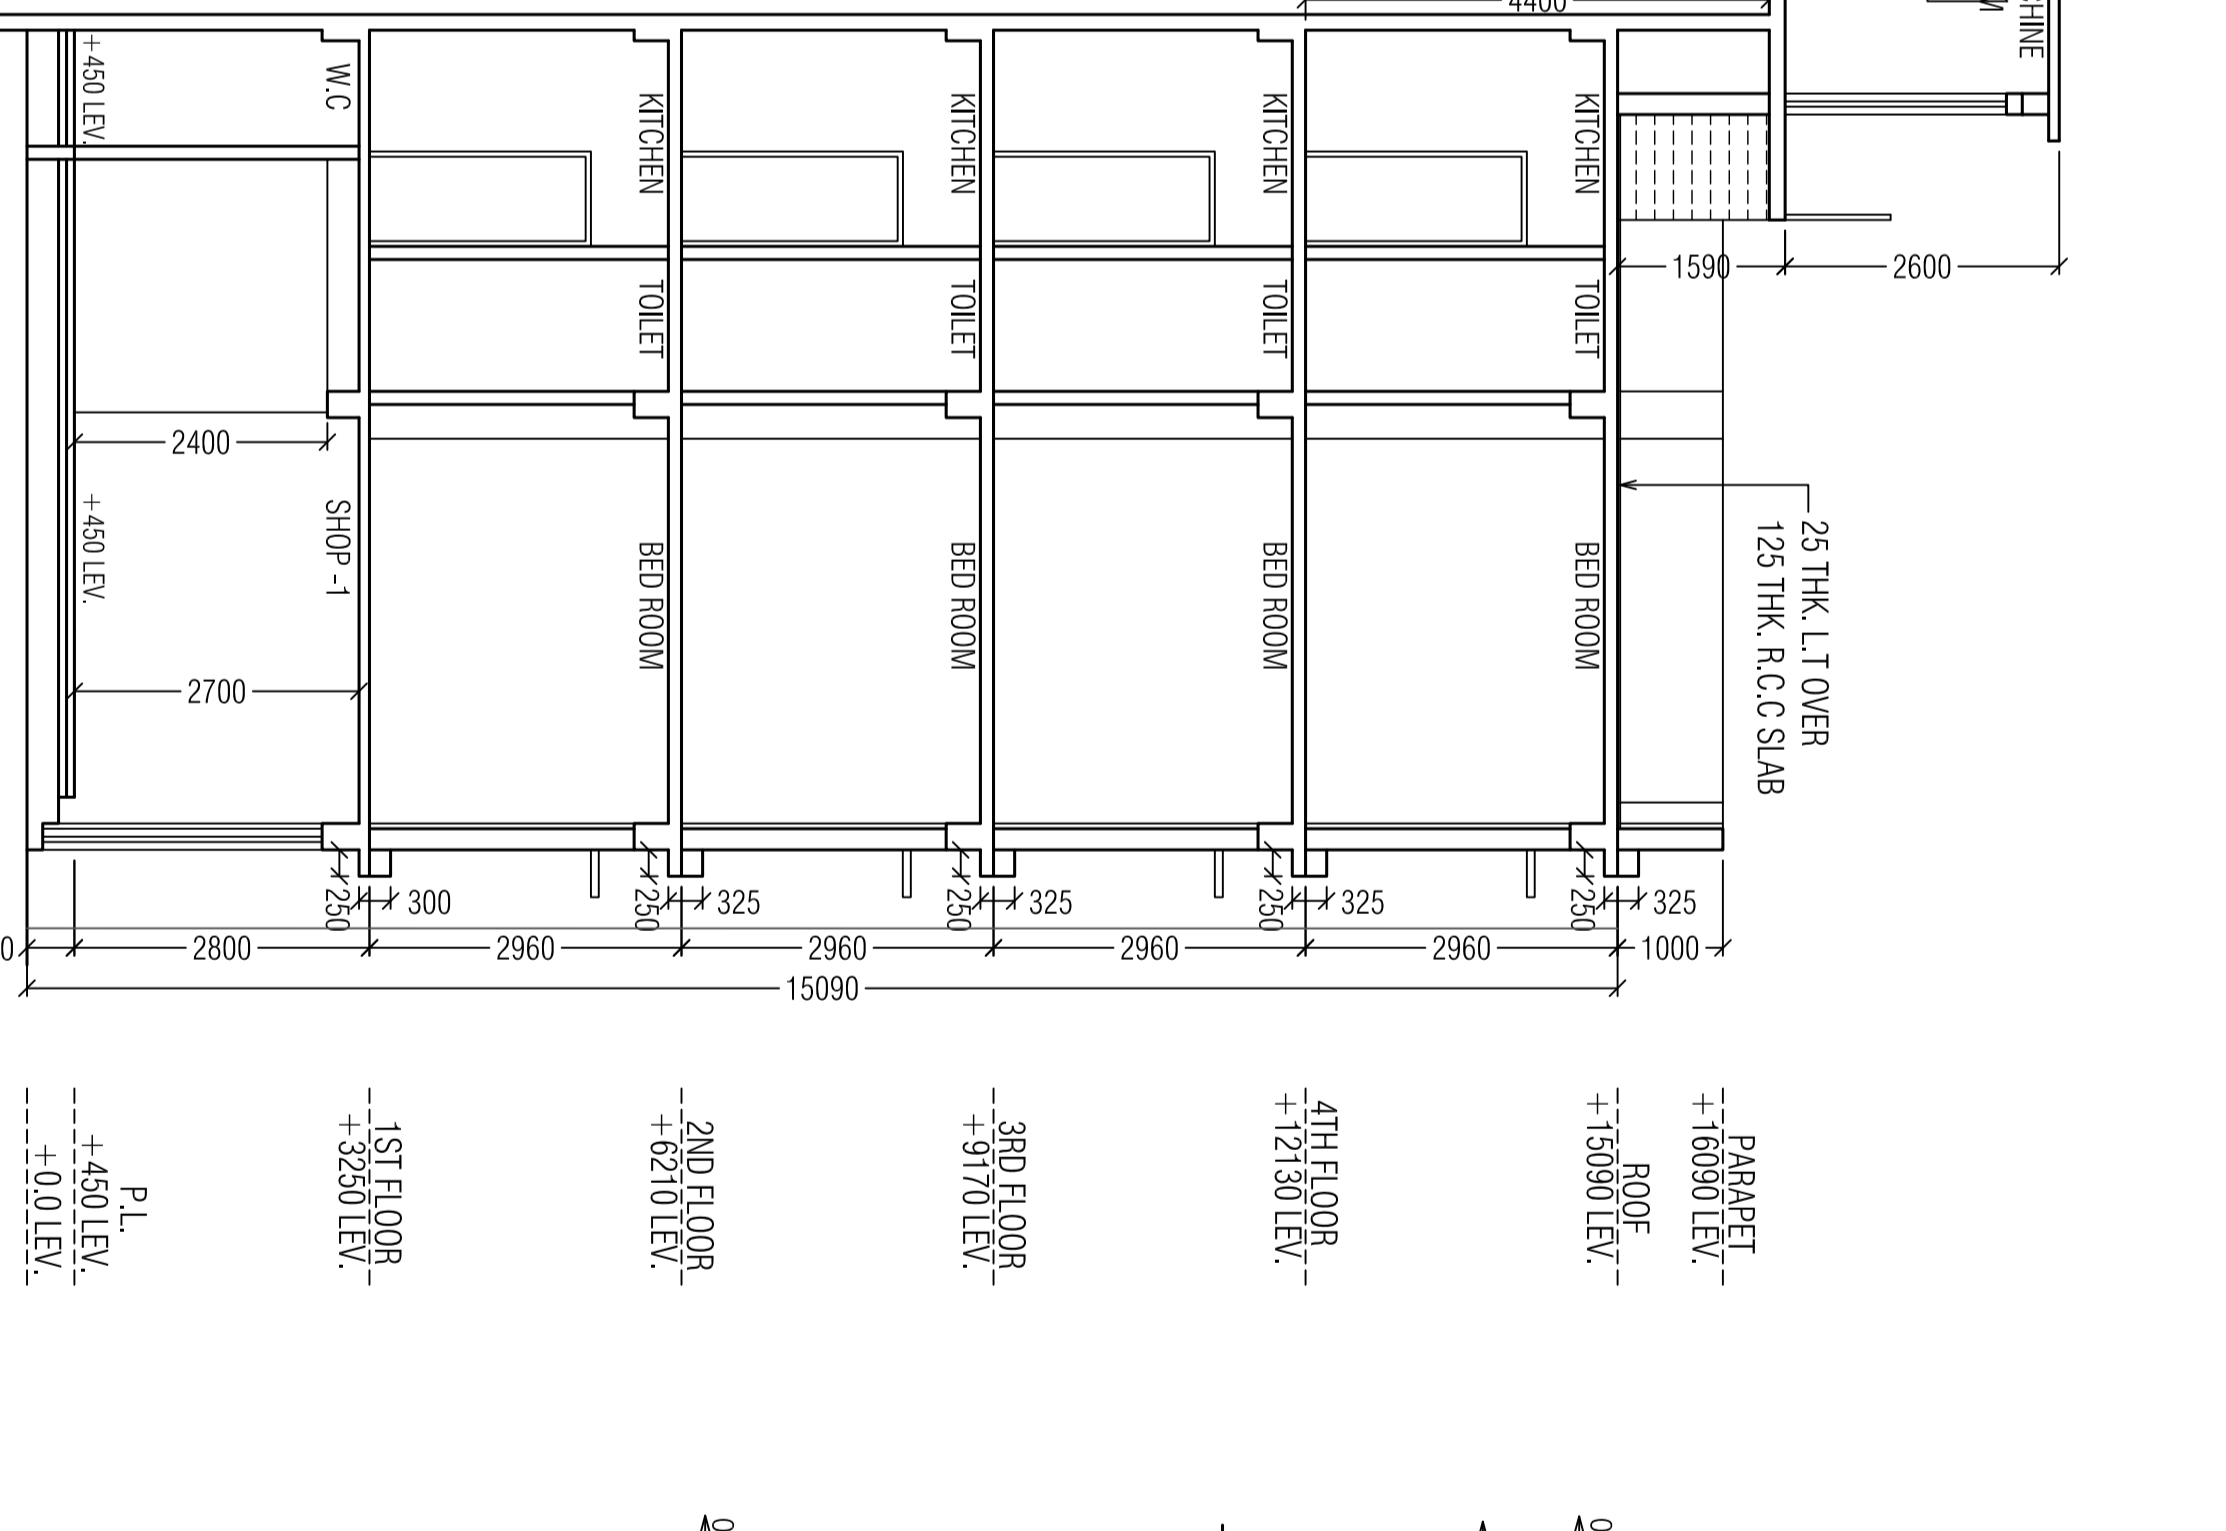 4400
CHINE
M
+450 LEV.
W.C
KITCHEN
KITCHEN
KITCHEN
KITCHEN
TOILET
TOILET
TOILET
TOILET
1590
2600
2400
+450 LEV.
SHOP -1
BED ROOM
BED ROOM
BED ROOM
BED ROOM
25 THK. L.T OVER
125 THK. R.C.C SLAB
2700
250
300
250
325
250
325
250
325
250
325
0
2800
2960
2960
2960
2960
1000
15090
P.L.
+450 LEV.
+0.0 LEV.
1ST FLOOR
+3250 LEV.
2ND FLOOR
+6210 LEV.
3RD FLOOR
+9170 LEV.
4TH FLOOR
+12130 LEV.
ROOF
+15090 LEV.
PARAPET
+16090 LEV.
0
0